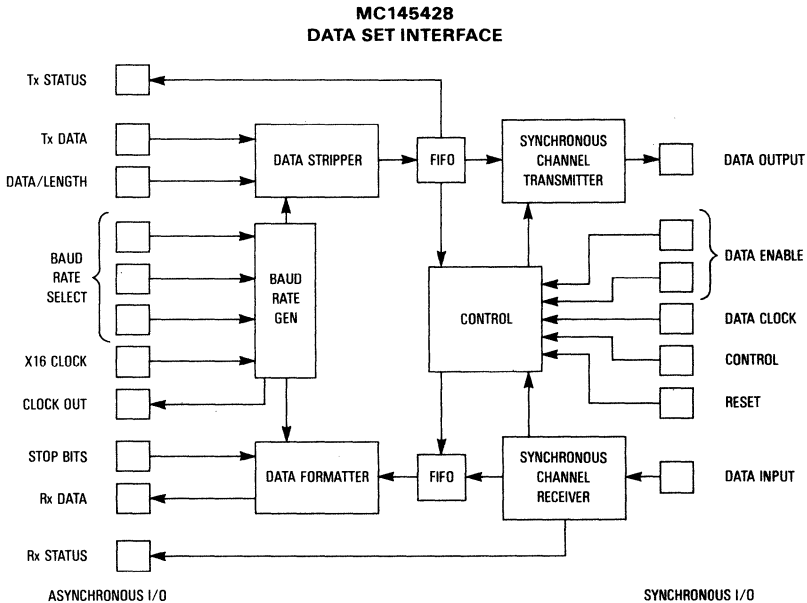 MC145428
DATA SET INTERFACE
Tx STATUS
Tx DATA
DATA/LENGTH
BAUD
RATE
SELECT
X16 CLOCK
CLOCK OUT
STOP BITS
Rx DATA
Rx STATUS
ASYNCHRONOUS I/O
DATA STRIPPER
BAUD
RATE
GEN
DATA FORMATTER
FIFO
CONTROL
FIFO
SYNCHRONOUS
CHANNEL
TRANSMITTER
SYNCHRONOUS
CHANNEL
RECEIVER
DATA OUTPUT
DATA ENABLE
DATA CLOCK
CONTROL
RESET
DATA INPUT
SYNCHRONOUS I/O